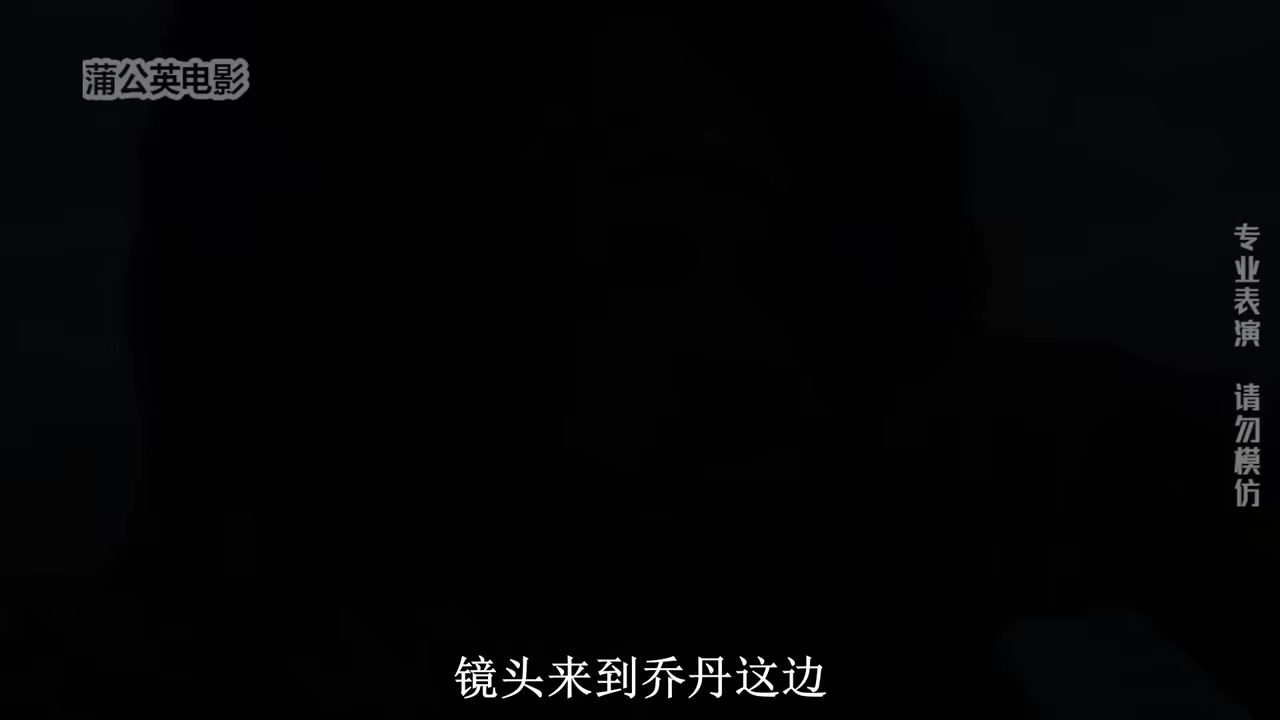 蒲公英电影
专业表演 请勿模仿
镜头来到乔丹这边